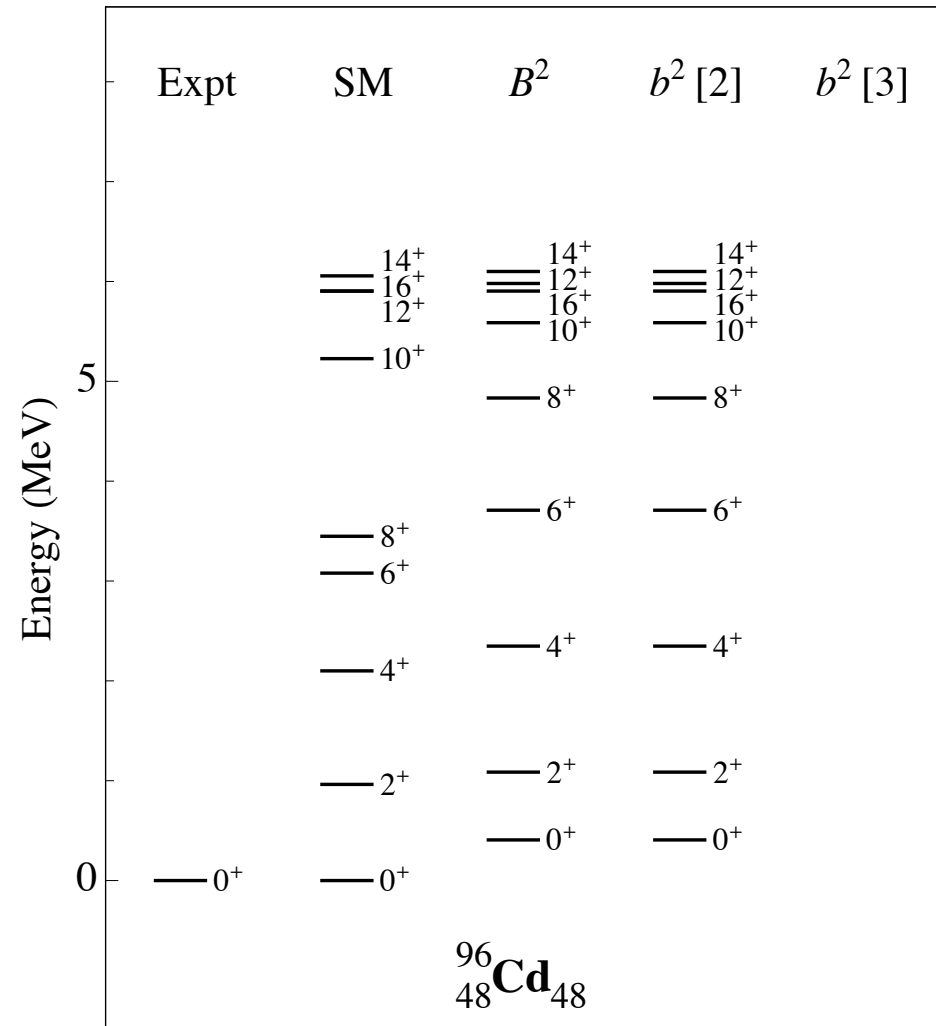 Expt SM B² b² [2] b² [3]
14⁺ 14⁺ 14⁺
16⁺ 12⁺ 12⁺
12⁺ 16⁺ 16⁺
10⁺ 10⁺ 10⁺
5
8⁺ 8⁺
8⁺ 6⁺ 6⁺
6⁺
4⁺ 4⁺ 4⁺
2⁺ 2⁺ 2⁺
0⁺ 0⁺
0 0⁺ 0⁺
Energy (MeV)
⁹⁶₄₈Cd₄₈